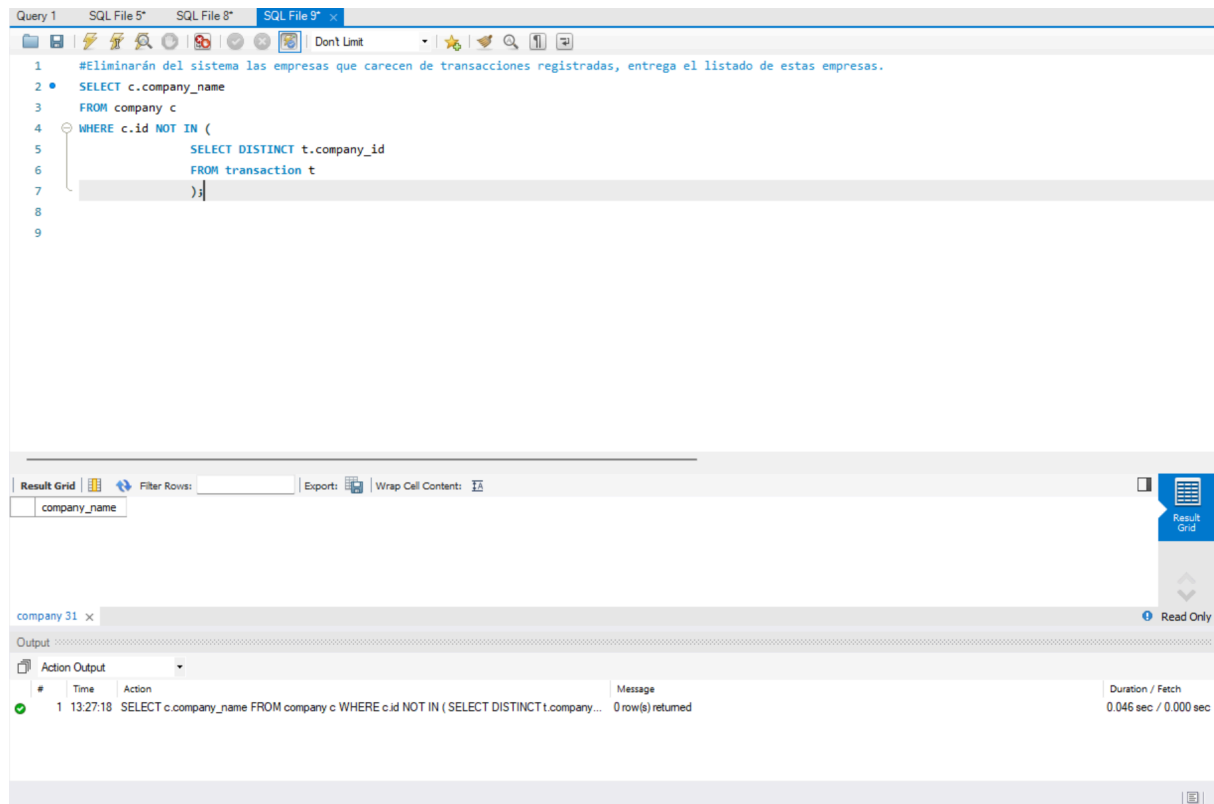 Query 1 SQL File 5* SQL File 8* SQL File 9* ×
Don't Limit
1 #Eliminarán del sistema las empresas que carecen de transacciones registradas, entrega el listado de estas empresas.
2 SELECT c.company_name
3 FROM company c
4 WHERE c.id NOT IN (
5 SELECT DISTINCT t.company_id
6 FROM transaction t
7 );
8
9
Result Grid Filter Rows: Export: Wrap Cell Content: IA
company_name
Result
Grid
company 31 × Read Only
Output
Action Output
# Time Action Message Duration / Fetch
1 13:27:18 SELECT c.company_name FROM company c WHERE c.id NOT IN ( SELECT DISTINCT t.company... 0 row(s) returned 0.046 sec / 0.000 sec